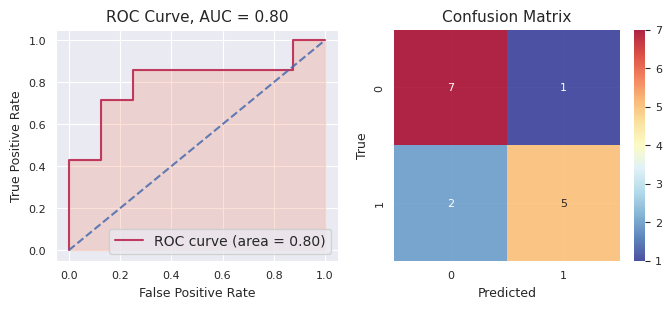 ROC Curve, AUC = 0.80
1.0
0.8
0.6
0.4
0.2
0.0
True Positive Rate
0.0 0.2 0.4 0.6 0.8 1.0
False Positive Rate
ROC curve (area = 0.80)
Confusion Matrix
True
0
1
7 1
2 5
0 1
Predicted
7
6
5
4
3
2
1